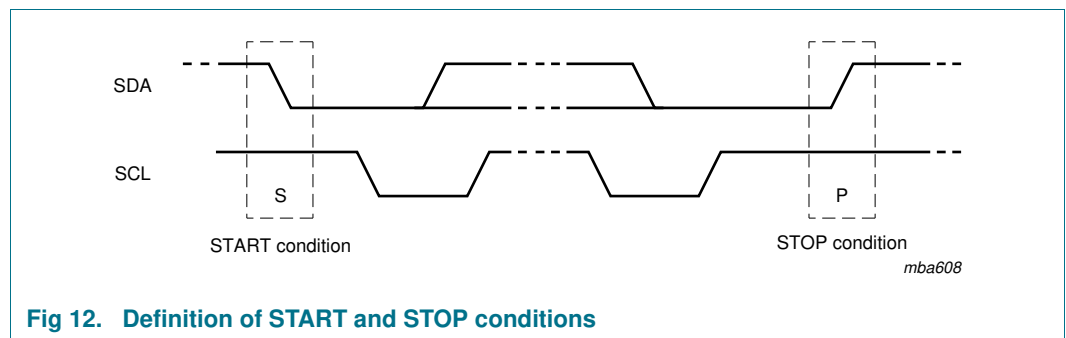 SDA
SCL
S
P
START condition
STOP condition
mba608
Fig 12. Definition of START and STOP conditions